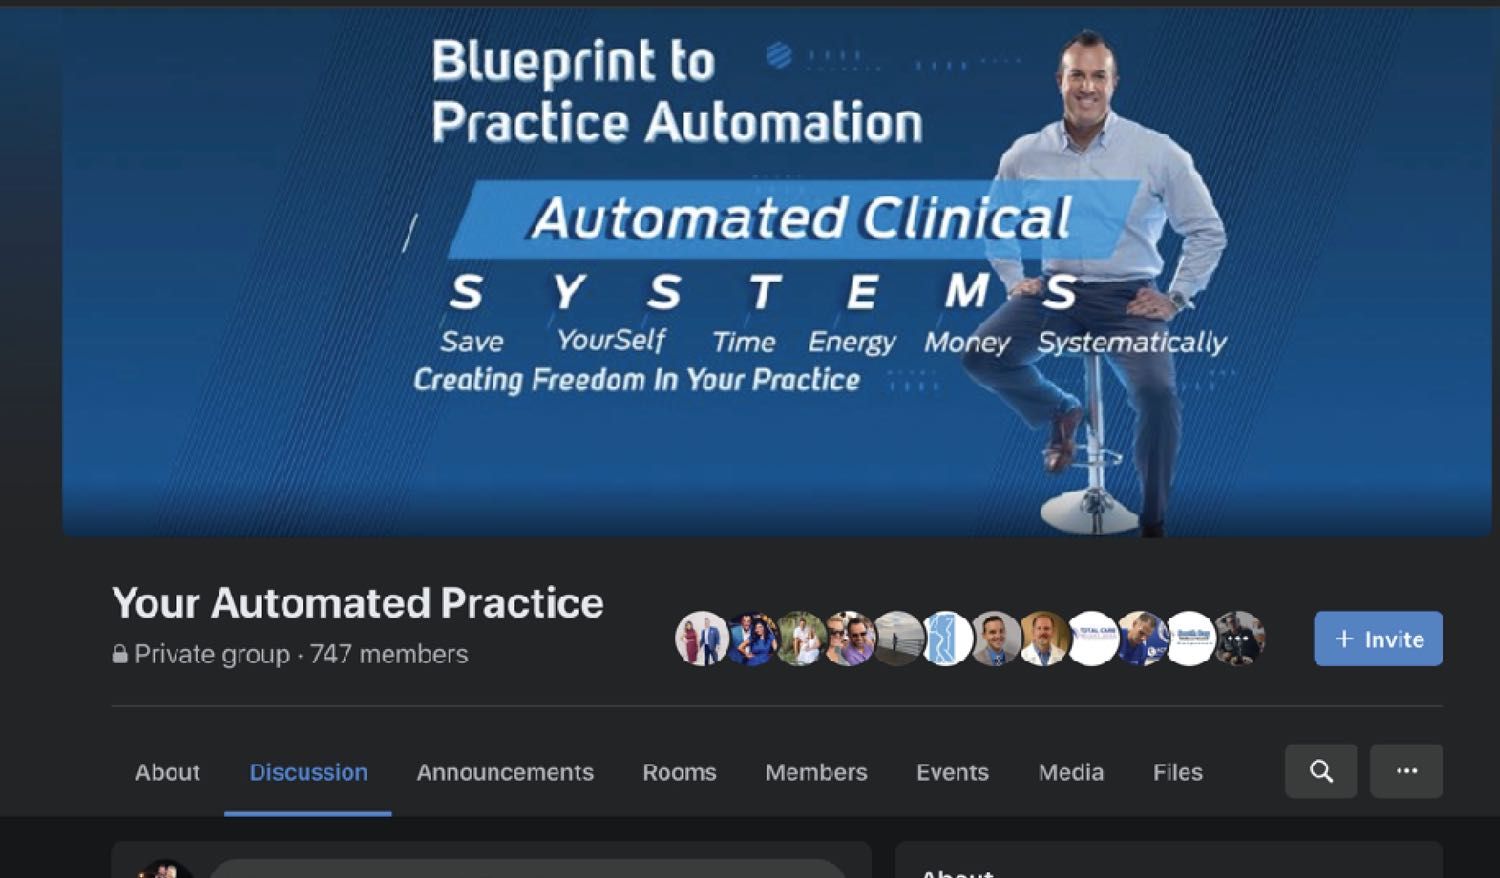 Blueprint to
Practice Automation
Automated Clinical
S Y S T E M S
Save YourSelf Time Energy Money Systematically
Creating Freedom In Your Practice
Your Automated Practice
Private group · 747 members
+ Invite
About Discussion Announcements Rooms Members Events Media Files
About